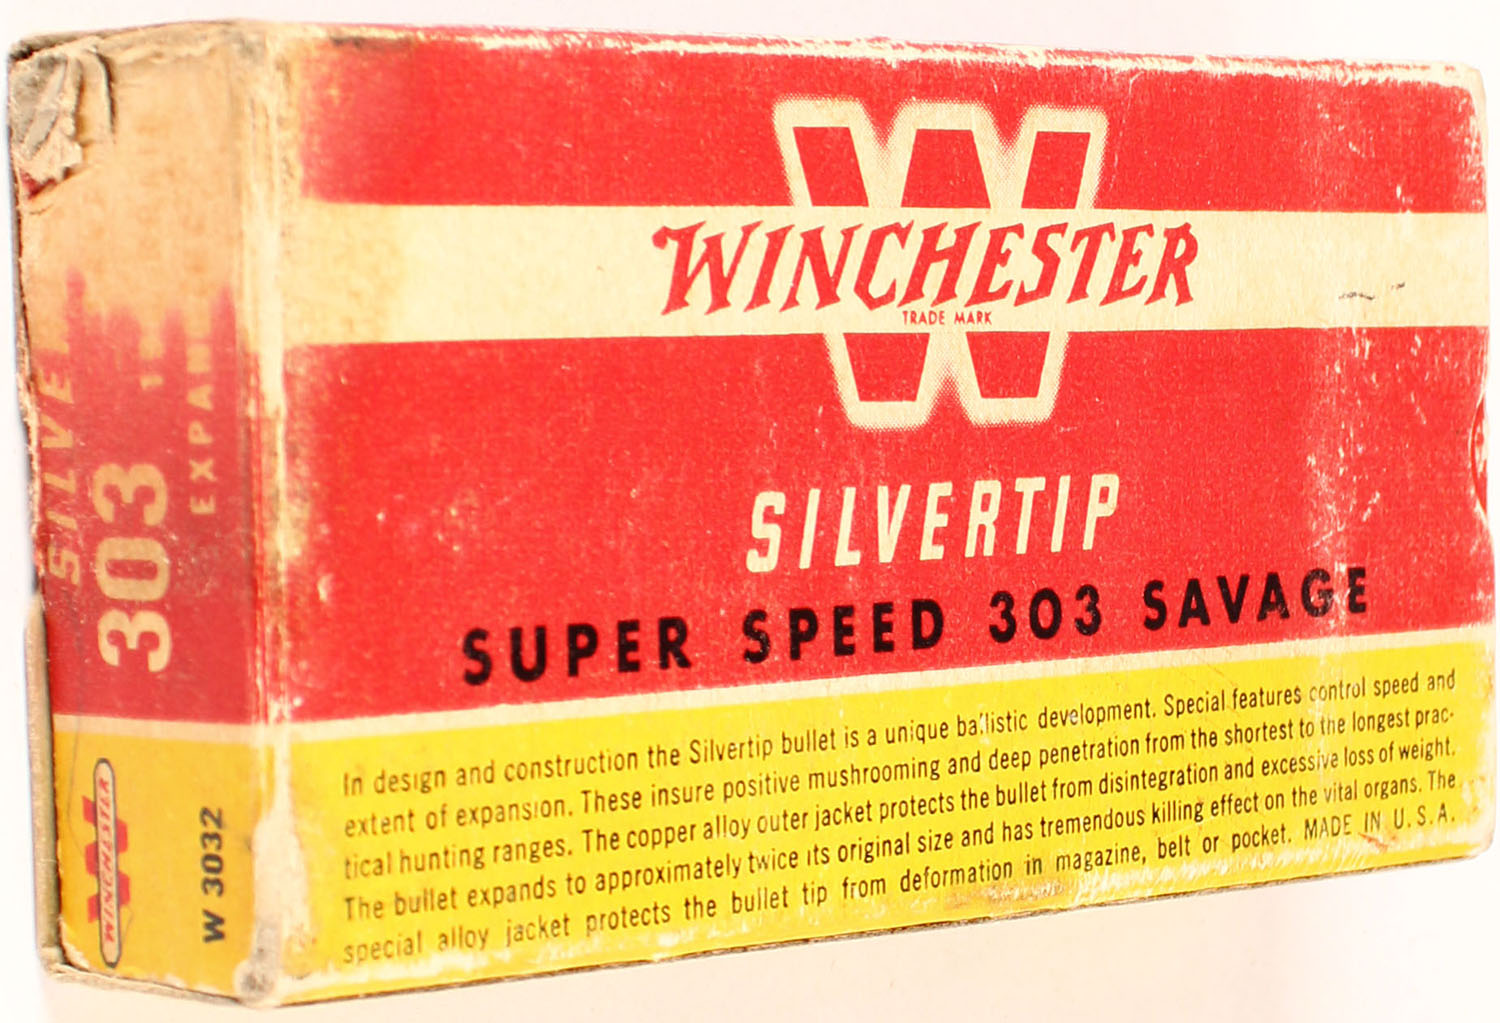 WINCHESTER
TRADE MARK
SILVERTIP
SUPER SPEED 303 SAVAGE
In design and construction the Silvertip bullet is a unique ballistic development. Special features control speed and
extent of expansion. These insure positive mushrooming and deep penetration from the shortest to the longest prac-
tical hunting ranges. The copper alloy outer jacket protects the bullet from disintegration and excessive loss of weight.
The bullet expands to approximately twice its original size and has tremendous killing effect on the vital organs. The
special alloy jacket protects the bullet tip from deformation in magazine, belt or pocket. MADE IN U.S.A.
SILVE
303
EXPAN
WINCHESTER
W 3032